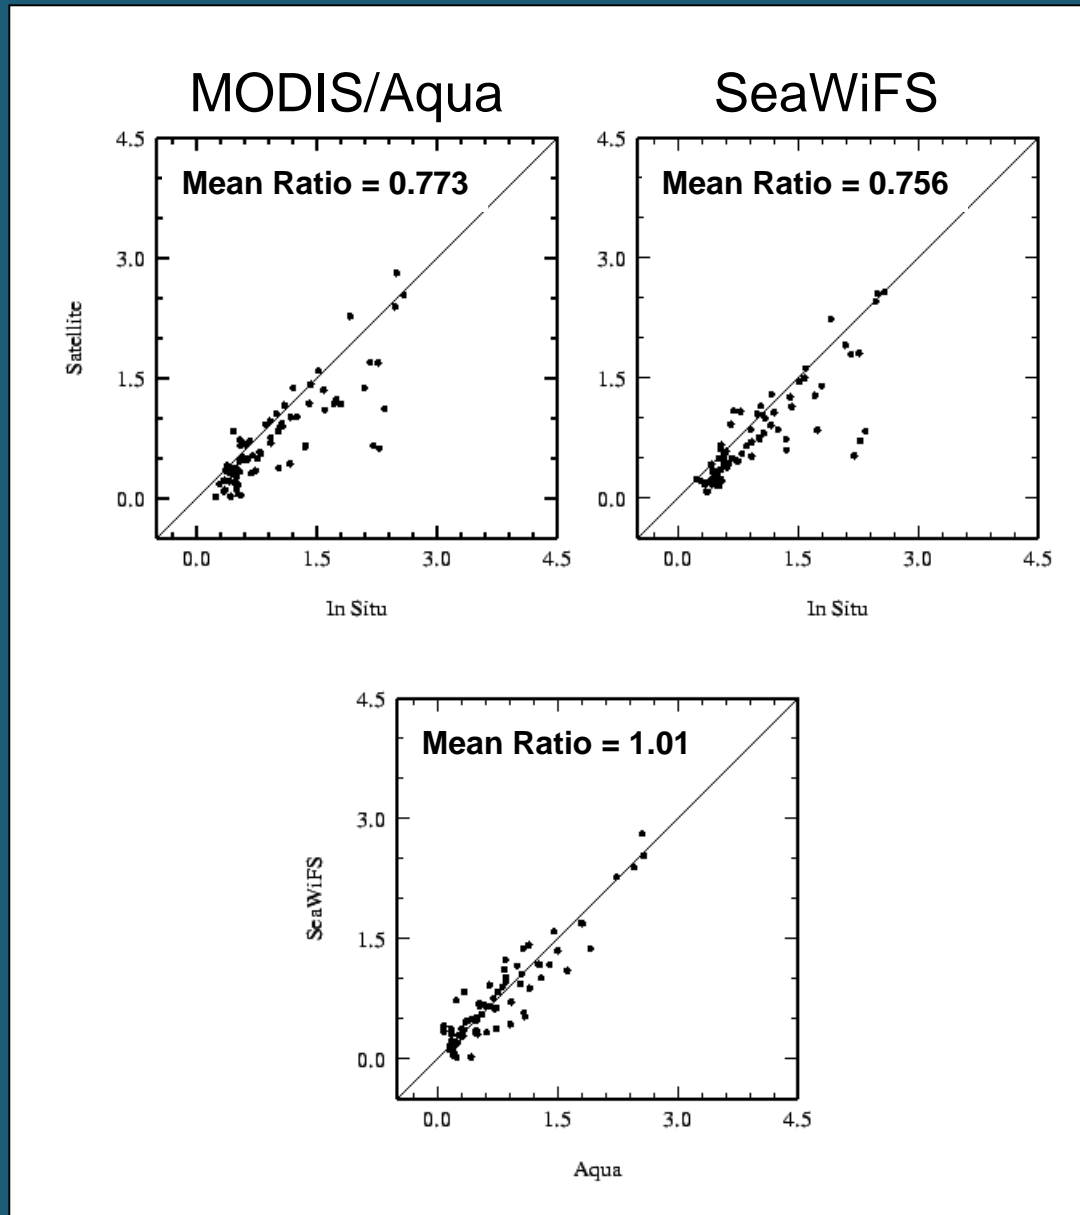 MODIS/Aqua
SeaWiFS
4.5
Mean Ratio = 0.773
3.0
Satellite
1.5
0.0
0.0 1.5 3.0 4.5
In Situ
4.5
Mean Ratio = 0.756
3.0
1.5
0.0
0.0 1.5 3.0 4.5
In Situ
4.5
Mean Ratio = 1.01
3.0
SeaWiFS
1.5
0.0
0.0 1.5 3.0 4.5
Aqua